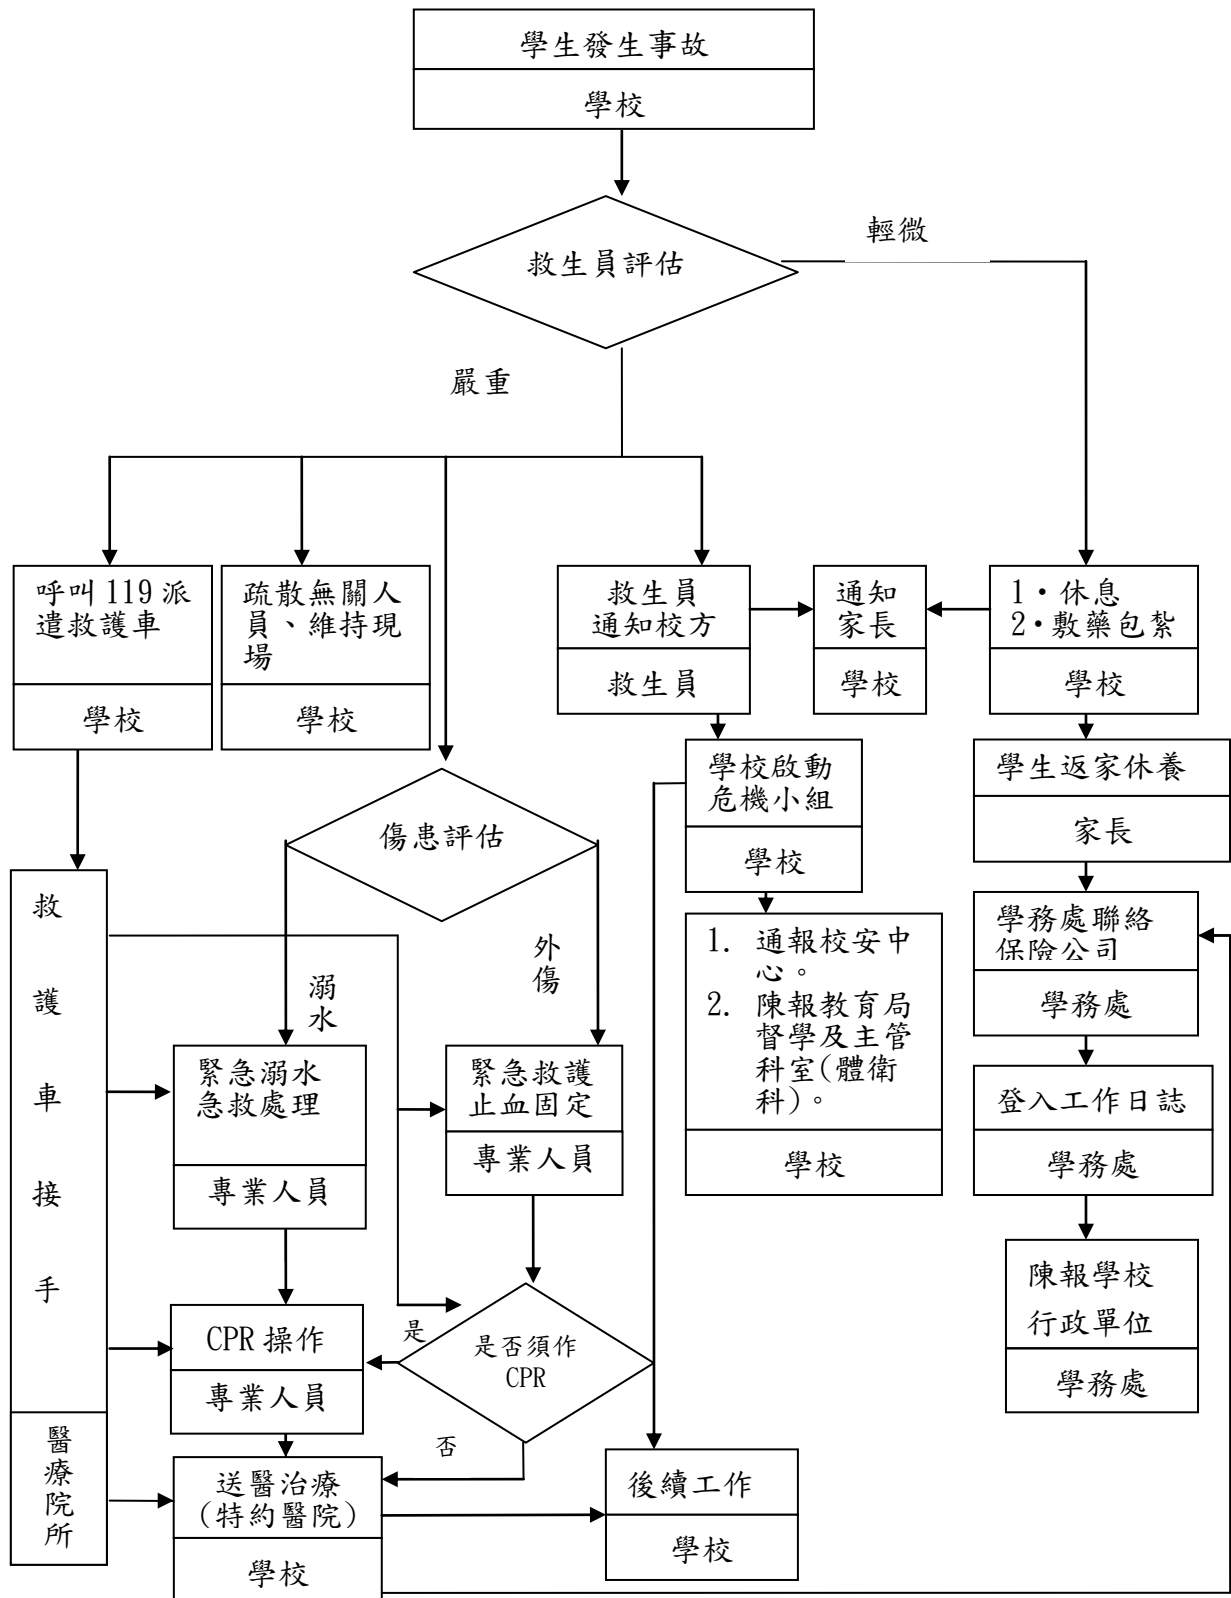 學生發生事故
學校
救生員評估
輕微
嚴重
呼叫119派
遣救護車
學校
疏散無關人
員、維持現
場
學校
救生員
通知校方
救生員
通知
家長
學校
1‧休息
2‧敷藥包紮
學校
學校啟動
危機小組
學校
學生返家休養
家長
傷患評估
溺水
外傷
救護車接手
醫療院所
1. 通報校安中
心。
2. 陳報教育局
督學及主管
科室(體衛
科)。
學校
學務處聯絡
保險公司
學務處
緊急溺水
急救處理
專業人員
緊急救護
止血固定
專業人員
登入工作日誌
學務處
CPR操作
專業人員
是
是否須作
CPR
否
陳報學校
行政單位
學務處
送醫治療
(特約醫院)
學校
後續工作
學校